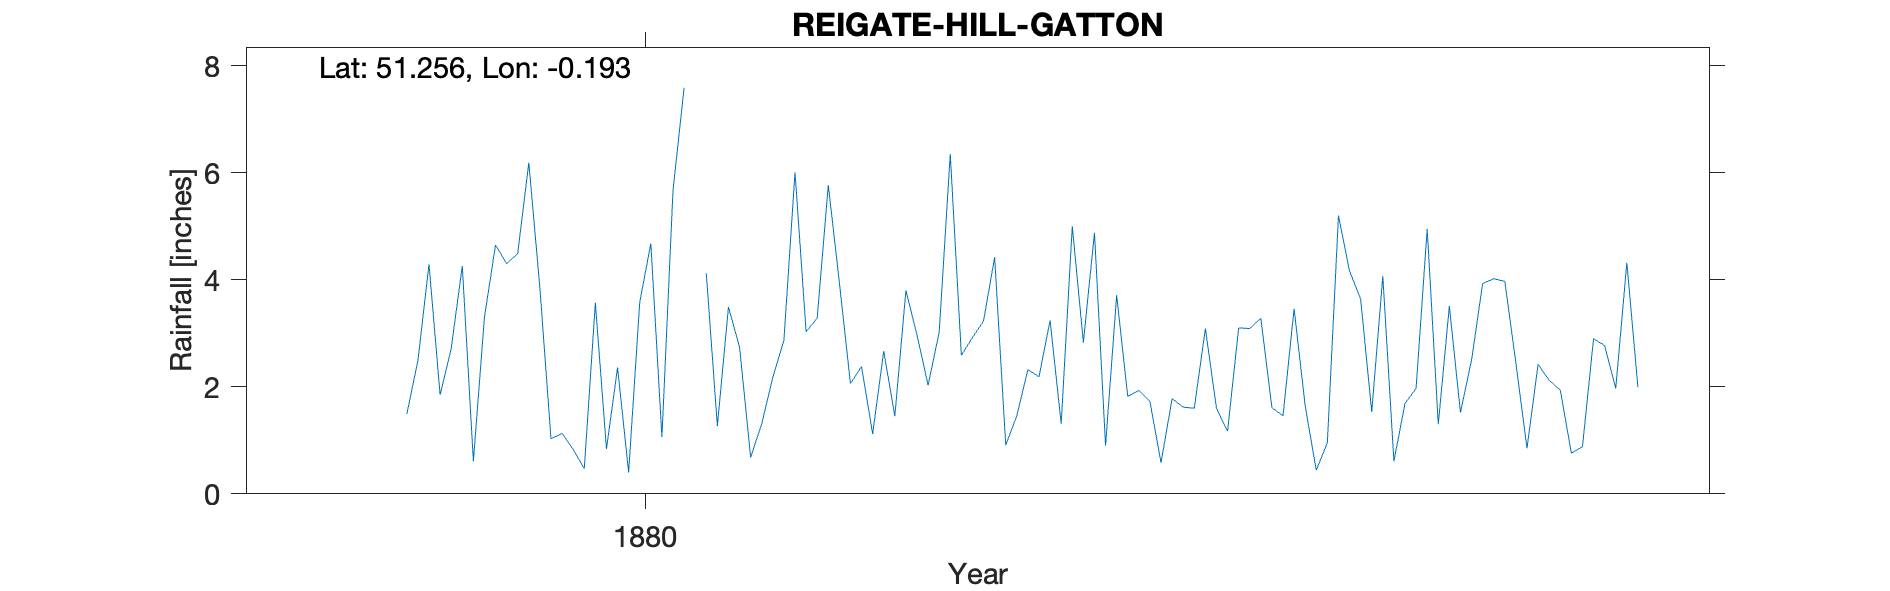 REIGATE-HILL-GATTON
Lat: 51.256, Lon: -0.193
8
6
4
2
0
Rainfall [inches]
1880
Year